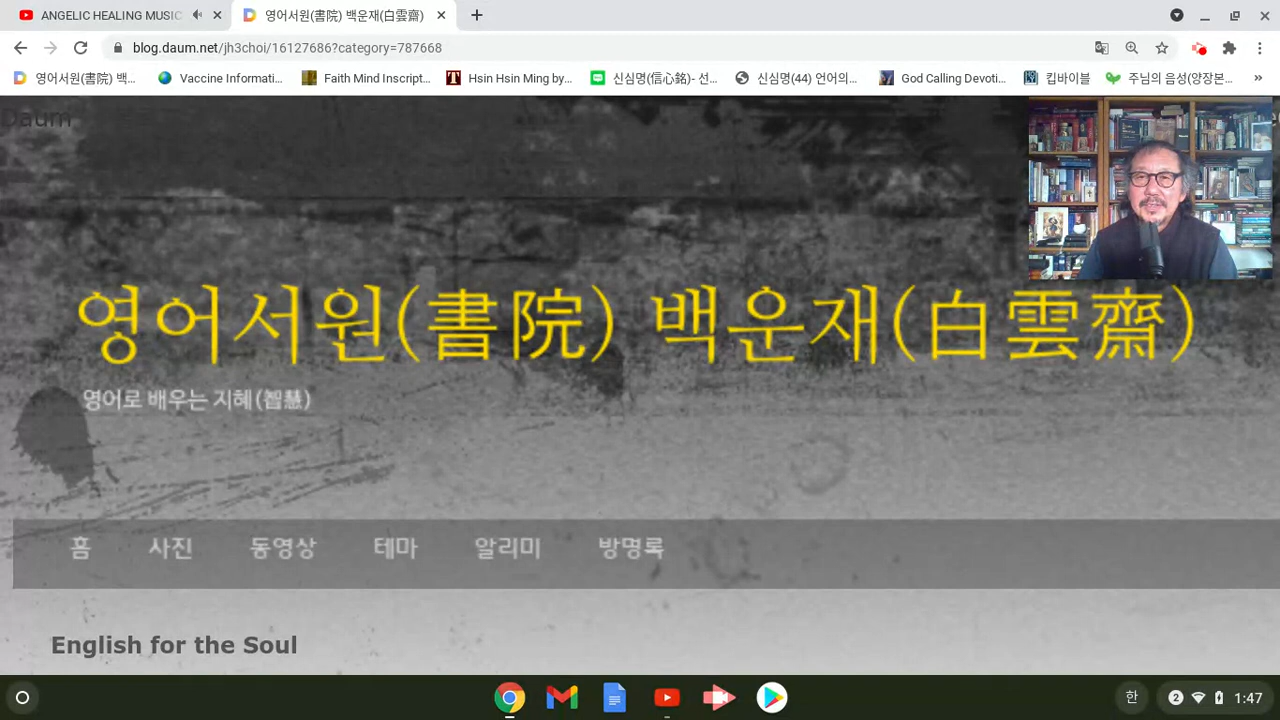 ANGELIC HEALING MUSIC
영어서원(書院) 백운재(白雲齋)
blog.daum.net/jh3choi/16127686?category=787668
영어서원(書院) 백...
Vaccine Informati...
Faith Mind Inscript...
Hsin Hsin Ming by...
신심명(信心銘)- 선...
신심명(44) 언어의...
God Calling Devoti...
킵바이블
주님의 음성(양장본...
»
Daum
영어서원(書院) 백운재(白雲齋)
영어로 배우는 지혜(智慧)
홈 사진 동영상 테마 알리미 방명록
English for the Soul
한 2 1:47